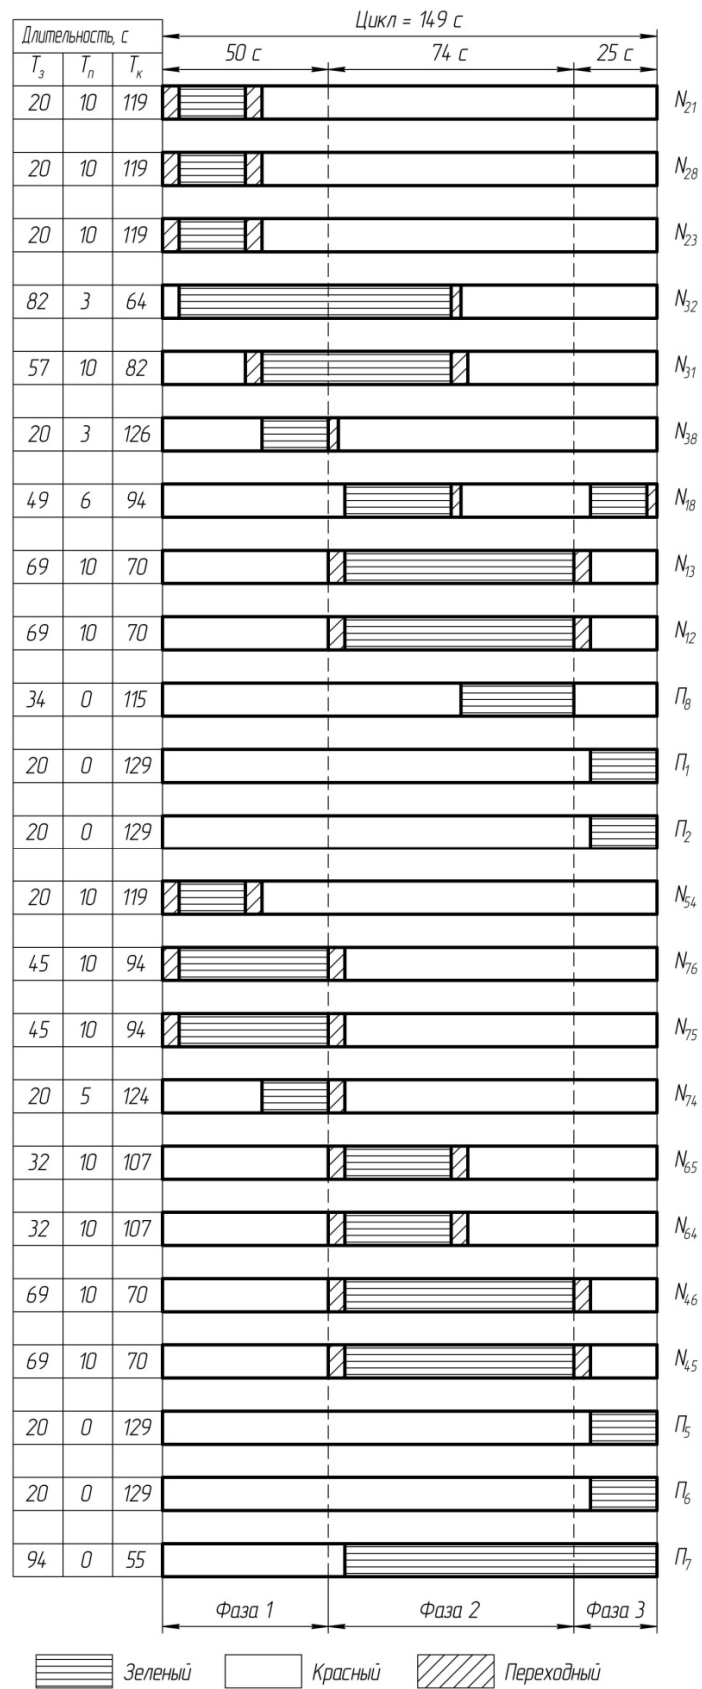 Цикл = 149 с
Длительность, с
50 с 74 с 25 с
Тз Тп Тк
20 10 119 N21
20 10 119 N28
20 10 119 N23
82 3 64 N32
57 10 82 N31
20 3 126 N38
49 6 94 N18
69 10 70 N13
69 10 70 N12
34 0 115 П8
20 0 129 П1
20 0 129 П2
20 10 119 N54
45 10 94 N76
45 10 94 N75
20 5 124 N74
32 10 107 N65
32 10 107 N64
69 10 70 N46
69 10 70 N45
20 0 129 П5
20 0 129 П6
94 0 55 П7
Фаза 1 Фаза 2 Фаза 3
Зеленый Красный Переходный